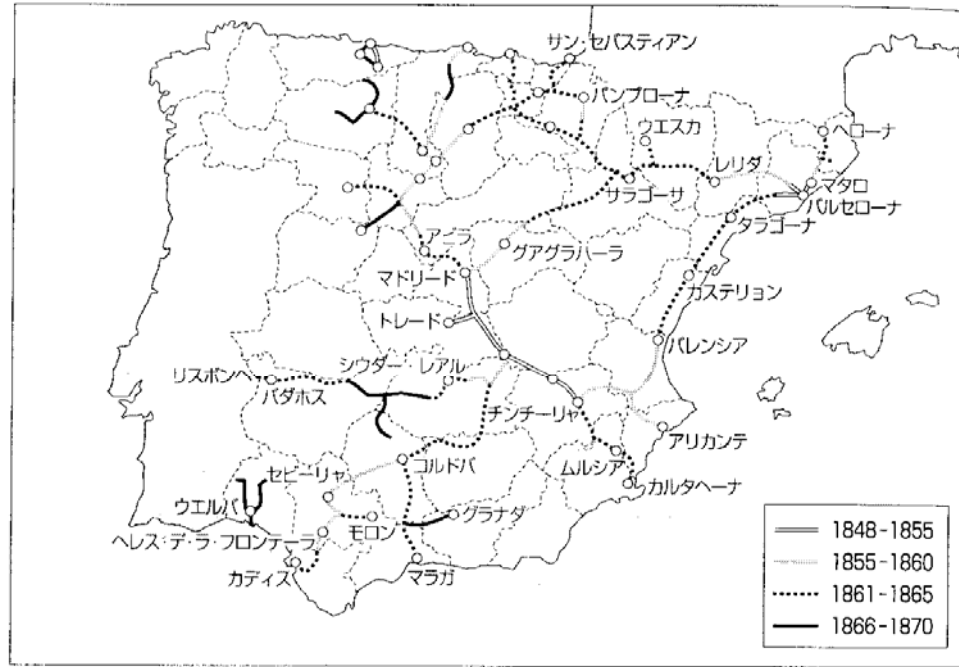 サン・セバスティアン
パンプローナ
ウエスカ
ヘローナ
レリダ
マタロ
バルセローナ
サラゴーサ
タラゴーナ
アビラ
グアグラハーラ
マドリード
カステリョン
トレード
バレンシア
シウダー・レアル
リスボンへ
バダホス
チンチーリャ
アリカンテ
ムルシア
カルタヘーナ
コルドバ
セビーリャ
ウエルバ
グラナダ
モロン
ヘレス・デ・ラ・フロンテーラ
カディス
マラガ
1848-1855
1855-1860
1861-1865
1866-1870